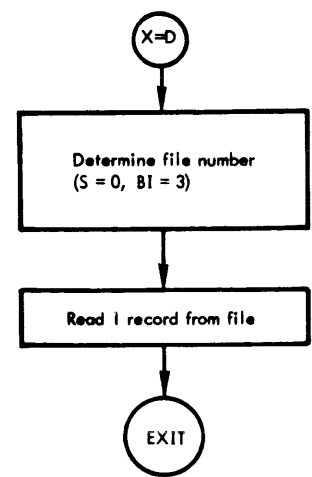 X=D
Determine file number
(S = 0, BI = 3)
Read 1 record from file
EXIT